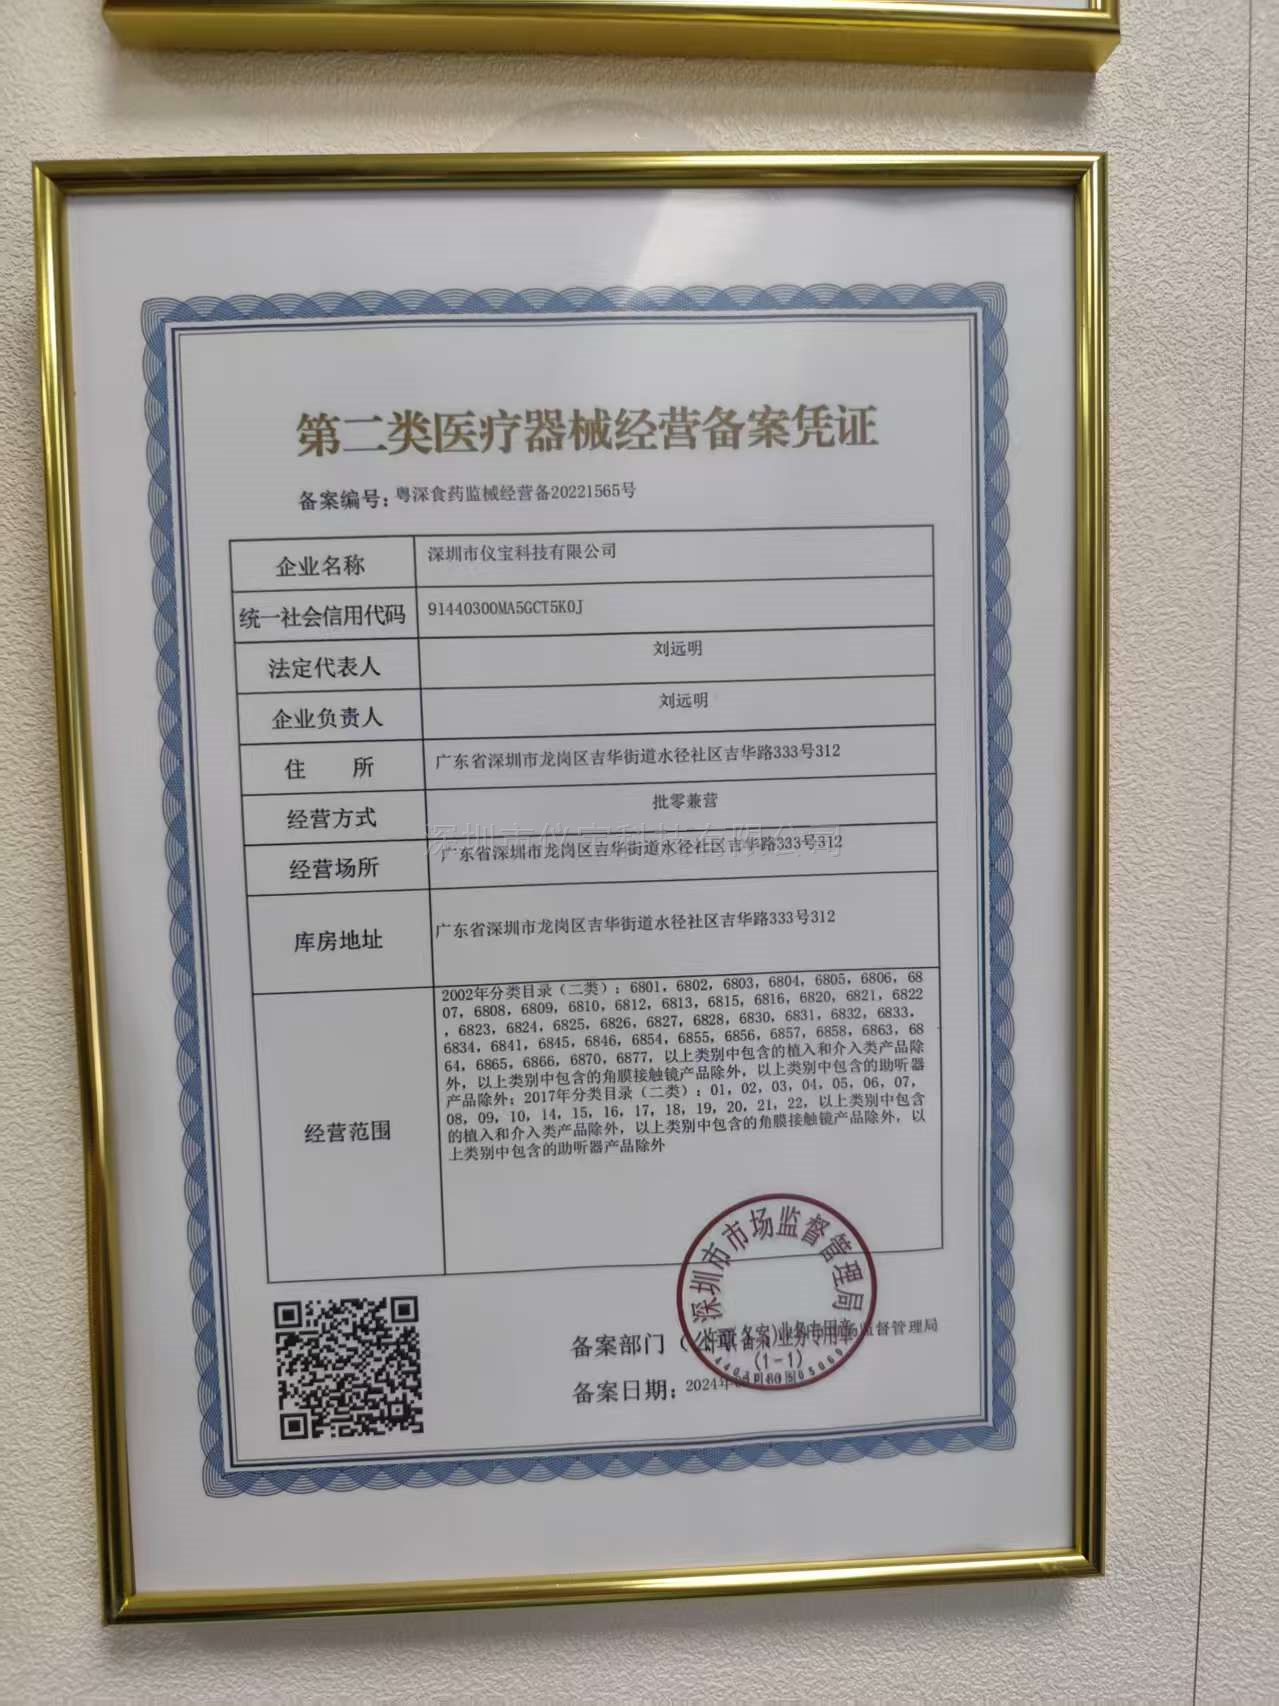 第二类医疗器械经营备案凭证
备案编号: 粤深食药监械经营备20221565号
企业名称 深圳市仪宝科技有限公司
统一社会信用代码 91440300MA5GCT5K0J
法定代表人 刘远明
企业负责人 刘远明
住 所 广东省深圳市龙岗区吉华街道水径社区吉华路333号312
经营方式 批零兼营
深圳市仪宝科技有限公司
经营场所 广东省深圳市龙岗区吉华街道水径社区吉华路333号312
库房地址 广东省深圳市龙岗区吉华街道水径社区吉华路333号312
经营范围
2002年分类目录（二类）: 6801, 6802, 6803, 6804, 6805, 6806, 68
07, 6808, 6809, 6810, 6812, 6813, 6815, 6816, 6820, 6821, 6822
, 6823, 6824, 6825, 6826, 6827, 6828, 6830, 6831, 6832, 6833,
6834, 6841, 6845, 6846, 6854, 6855, 6856, 6857, 6858, 6863, 68
64, 6865, 6866, 6870, 6877, 以上类别中包含的植入和介入类产品除
外, 以上类别中包含的角膜接触镜产品除外, 以上类别中包含的助听器
产品除外; 2017年分类目录（二类）: 01, 02, 03, 04, 05, 06, 07,
08, 09, 10, 14, 15, 16, 17, 18, 19, 20, 21, 22, 以上类别中包含
的植入和介入类产品除外, 以上类别中包含的角膜接触镜产品除外, 以
上类别中包含的助听器产品除外
深圳市市场监督管理局
备案部门（公 监督管理局
业务专用章
(1-1)
备案日期: 2024年